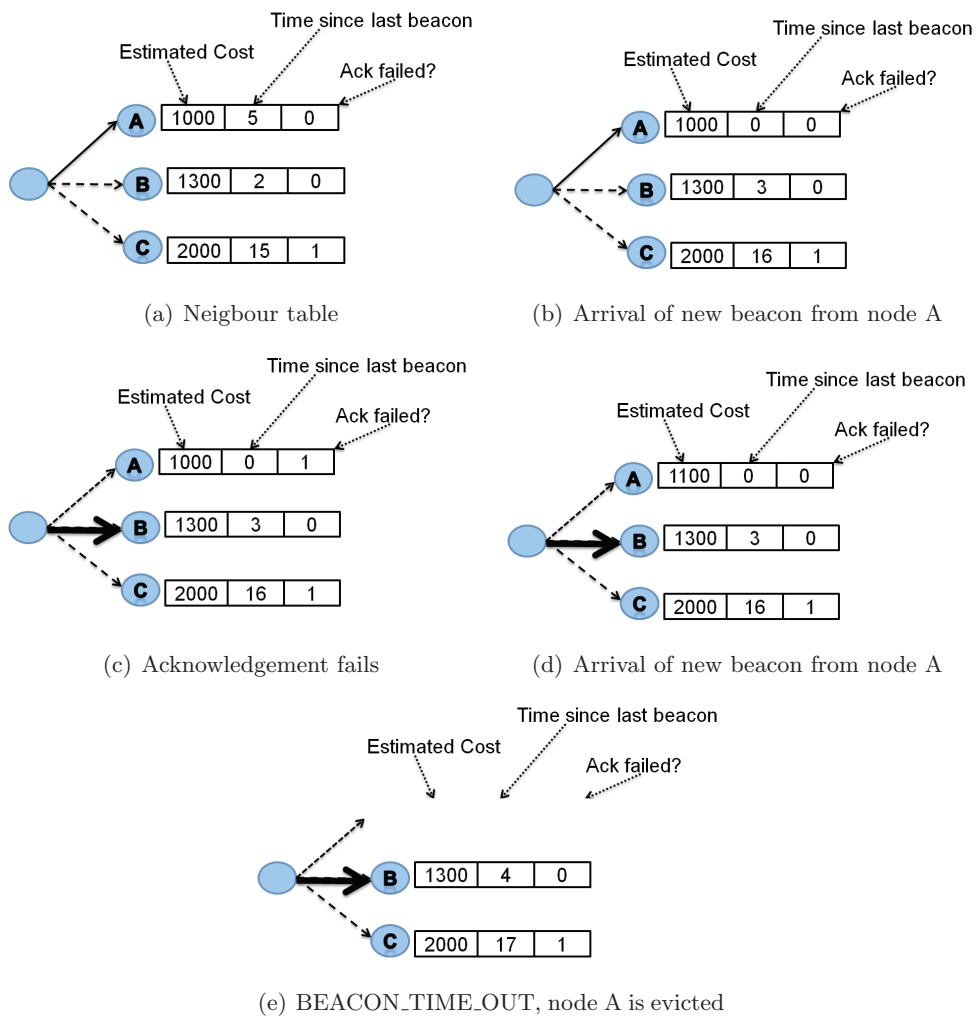 Time since last beacon
Estimated Cost
Ack failed?
A 1000 5 0
B 1300 2 0
C 2000 15 1
(a) Neigbour table
Time since last beacon
Estimated Cost
Ack failed?
A 1000 0 0
B 1300 3 0
C 2000 16 1
(b) Arrival of new beacon from node A
Time since last beacon
Estimated Cost
Ack failed?
A 1000 0 1
B 1300 3 0
C 2000 16 1
(c) Acknowledgement fails
Time since last beacon
Estimated Cost
Ack failed?
A 1100 0 0
B 1300 3 0
C 2000 16 1
(d) Arrival of new beacon from node A
Time since last beacon
Estimated Cost
Ack failed?
B 1300 4 0
C 2000 17 1
(e) BEACON_TIME_OUT, node A is evicted